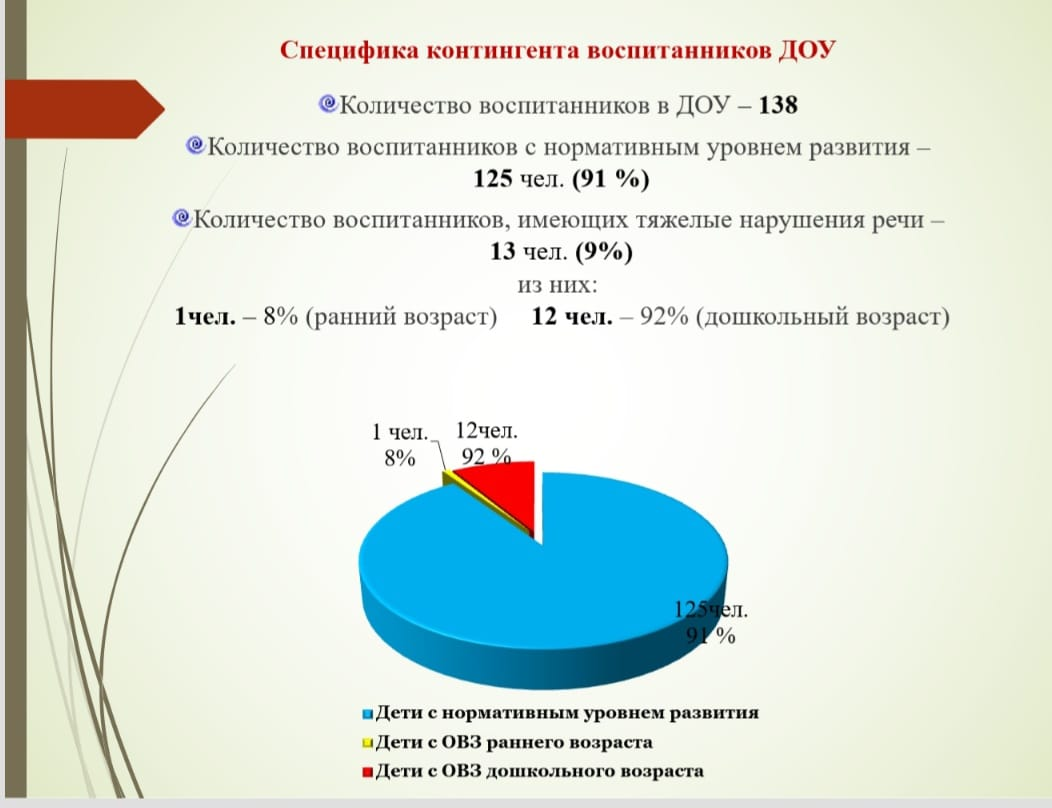 Специфика контингента воспитанников ДОУ
Количество воспитанников в ДОУ – 138
Количество воспитанников с нормативным уровнем развития –
125 чел. (91 %)
Количество воспитанников, имеющих тяжелые нарушения речи –
13 чел. (9%)
из них:
1чел. – 8% (ранний возраст) 12 чел. – 92% (дошкольный возраст)
1 чел.
8%
12чел.
92 %
125чел.
91 %
Дети с нормативным уровнем развития
Дети с ОВЗ раннего возраста
Дети с ОВЗ дошкольного возраста